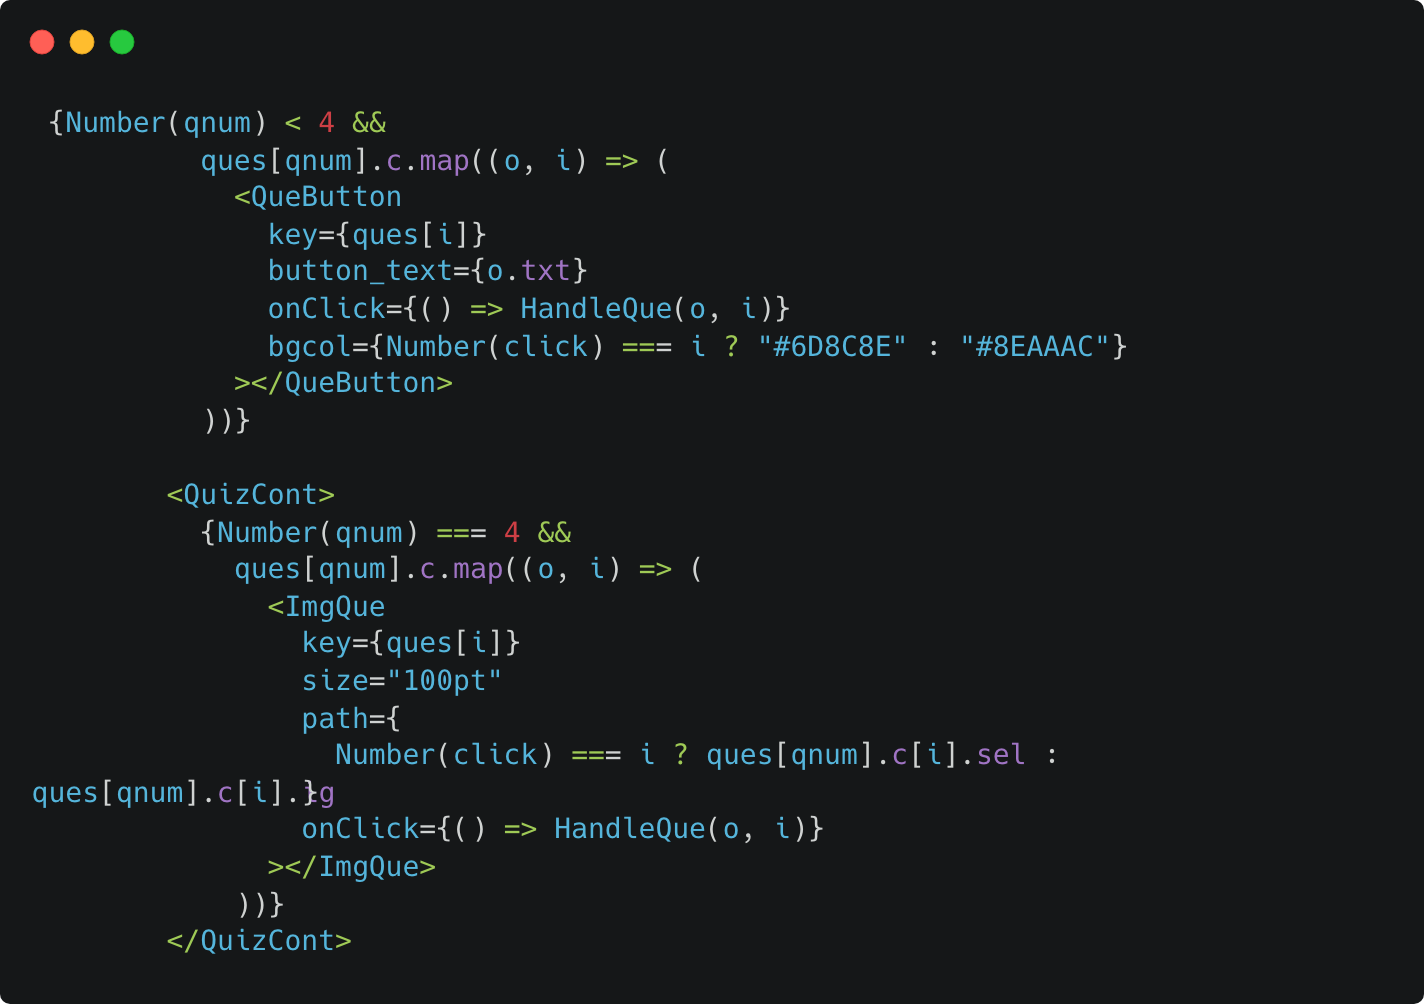 {Number(qnum) < 4 &&
ques[qnum].c.map((o, i) => (
<QueButton
key={ques[i]}
button_text={o.txt}
onClick={() => HandleQue(o, i)}
bgcol={Number(click) === i ? "#6D8C8E" : "#8EAAAC"}
></QueButton>
))}
<QuizCont>
{Number(qnum) === 4 &&
ques[qnum].c.map((o, i) => (
<ImgQue
key={ques[i]}
size="100pt"
path={
Number(click) === i ? ques[qnum].c[i].sel :
ques[qnum].c[i].}
onClick={() => HandleQue(o, i)}
></ImgQue>
))}
</QuizCont>